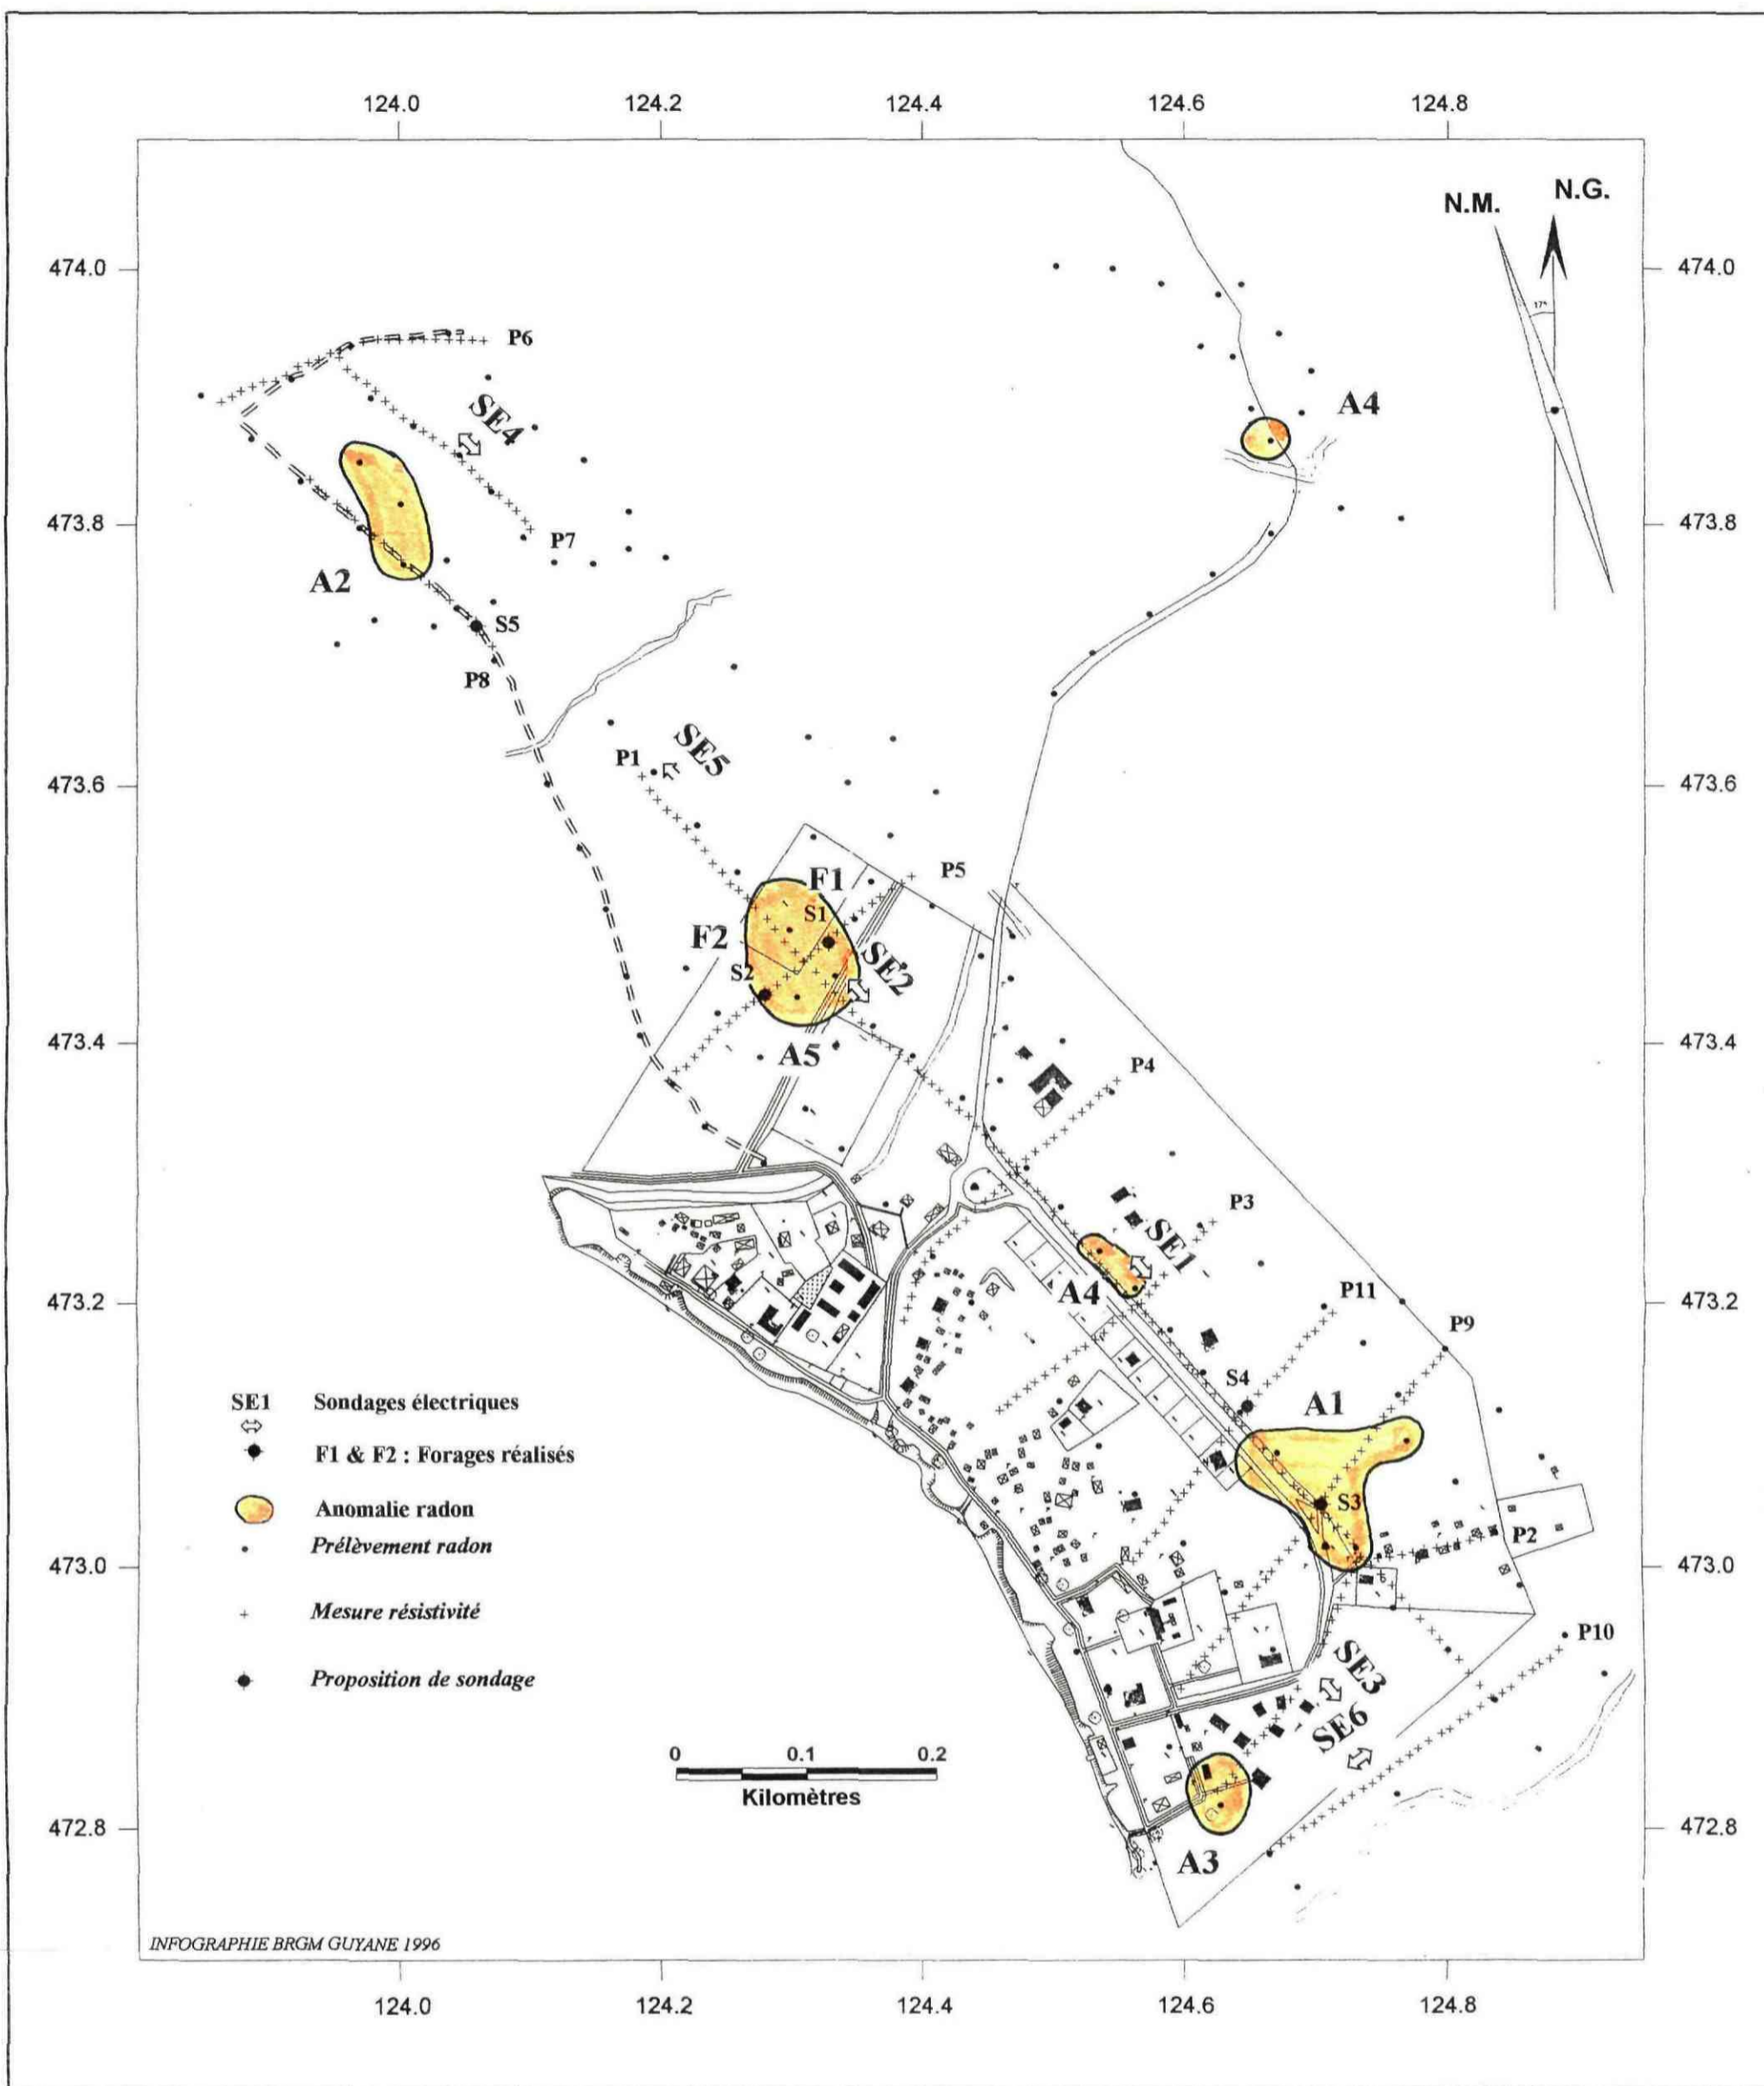 124.0 124.2 124.4 124.6 124.8
N.M. N.G.
474.0 474.0
17°
P6
A4
SE4
473.8 473.8
P7
A2
S5
P8
SE5
P1
473.6 473.6
P5
F1
S1
F2
SE2
S2
473.4 473.4
A5
P4
P3
SE1
A4
473.2 473.2
P11
P9
S4
A1
SE1 Sondages électriques
F1 & F2 : Forages réalisés
S3
Anomalie radon
P2
Prélèvement radon
473.0 473.0
Mesure résistivité
P10
SE3
Proposition de sondage
SE6
0 0.1 0.2
Kilomètres
472.8 472.8
A3
INFOGRAPHIE BRGM GUYANE 1996
124.0 124.2 124.4 124.6 124.8